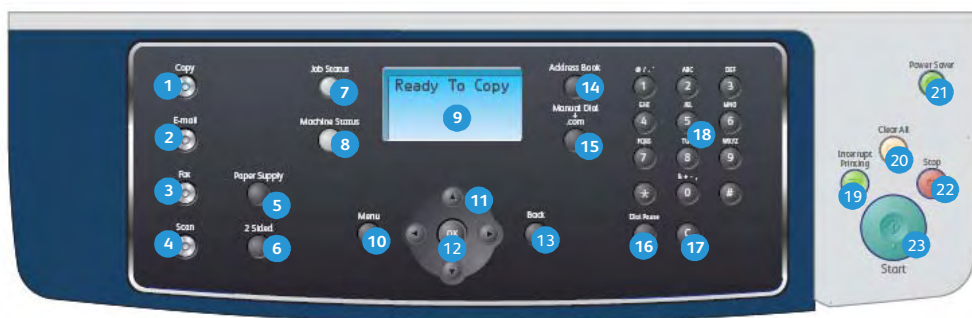 Copy
1
E-mail
2
Fax
3
Scan
4
Job Status
7
Machine Status
8
Paper Supply
5
2 Sided
6
Ready To Copy
9
Menu
10
11
OK
12
Back
13
Address Book
14
Manual Dial
.com
15
@ / . '
1
ABC
2
DEF
3
GHI
4
JKL
5
MNO
6
18
PQRS
7
8
WXYZ
9
*
& + - ,
0
#
Dial Pause
16
C
17
Power Saver
21
Clear All
20
Interrupt
Printing
19
Stop
22
23
Start